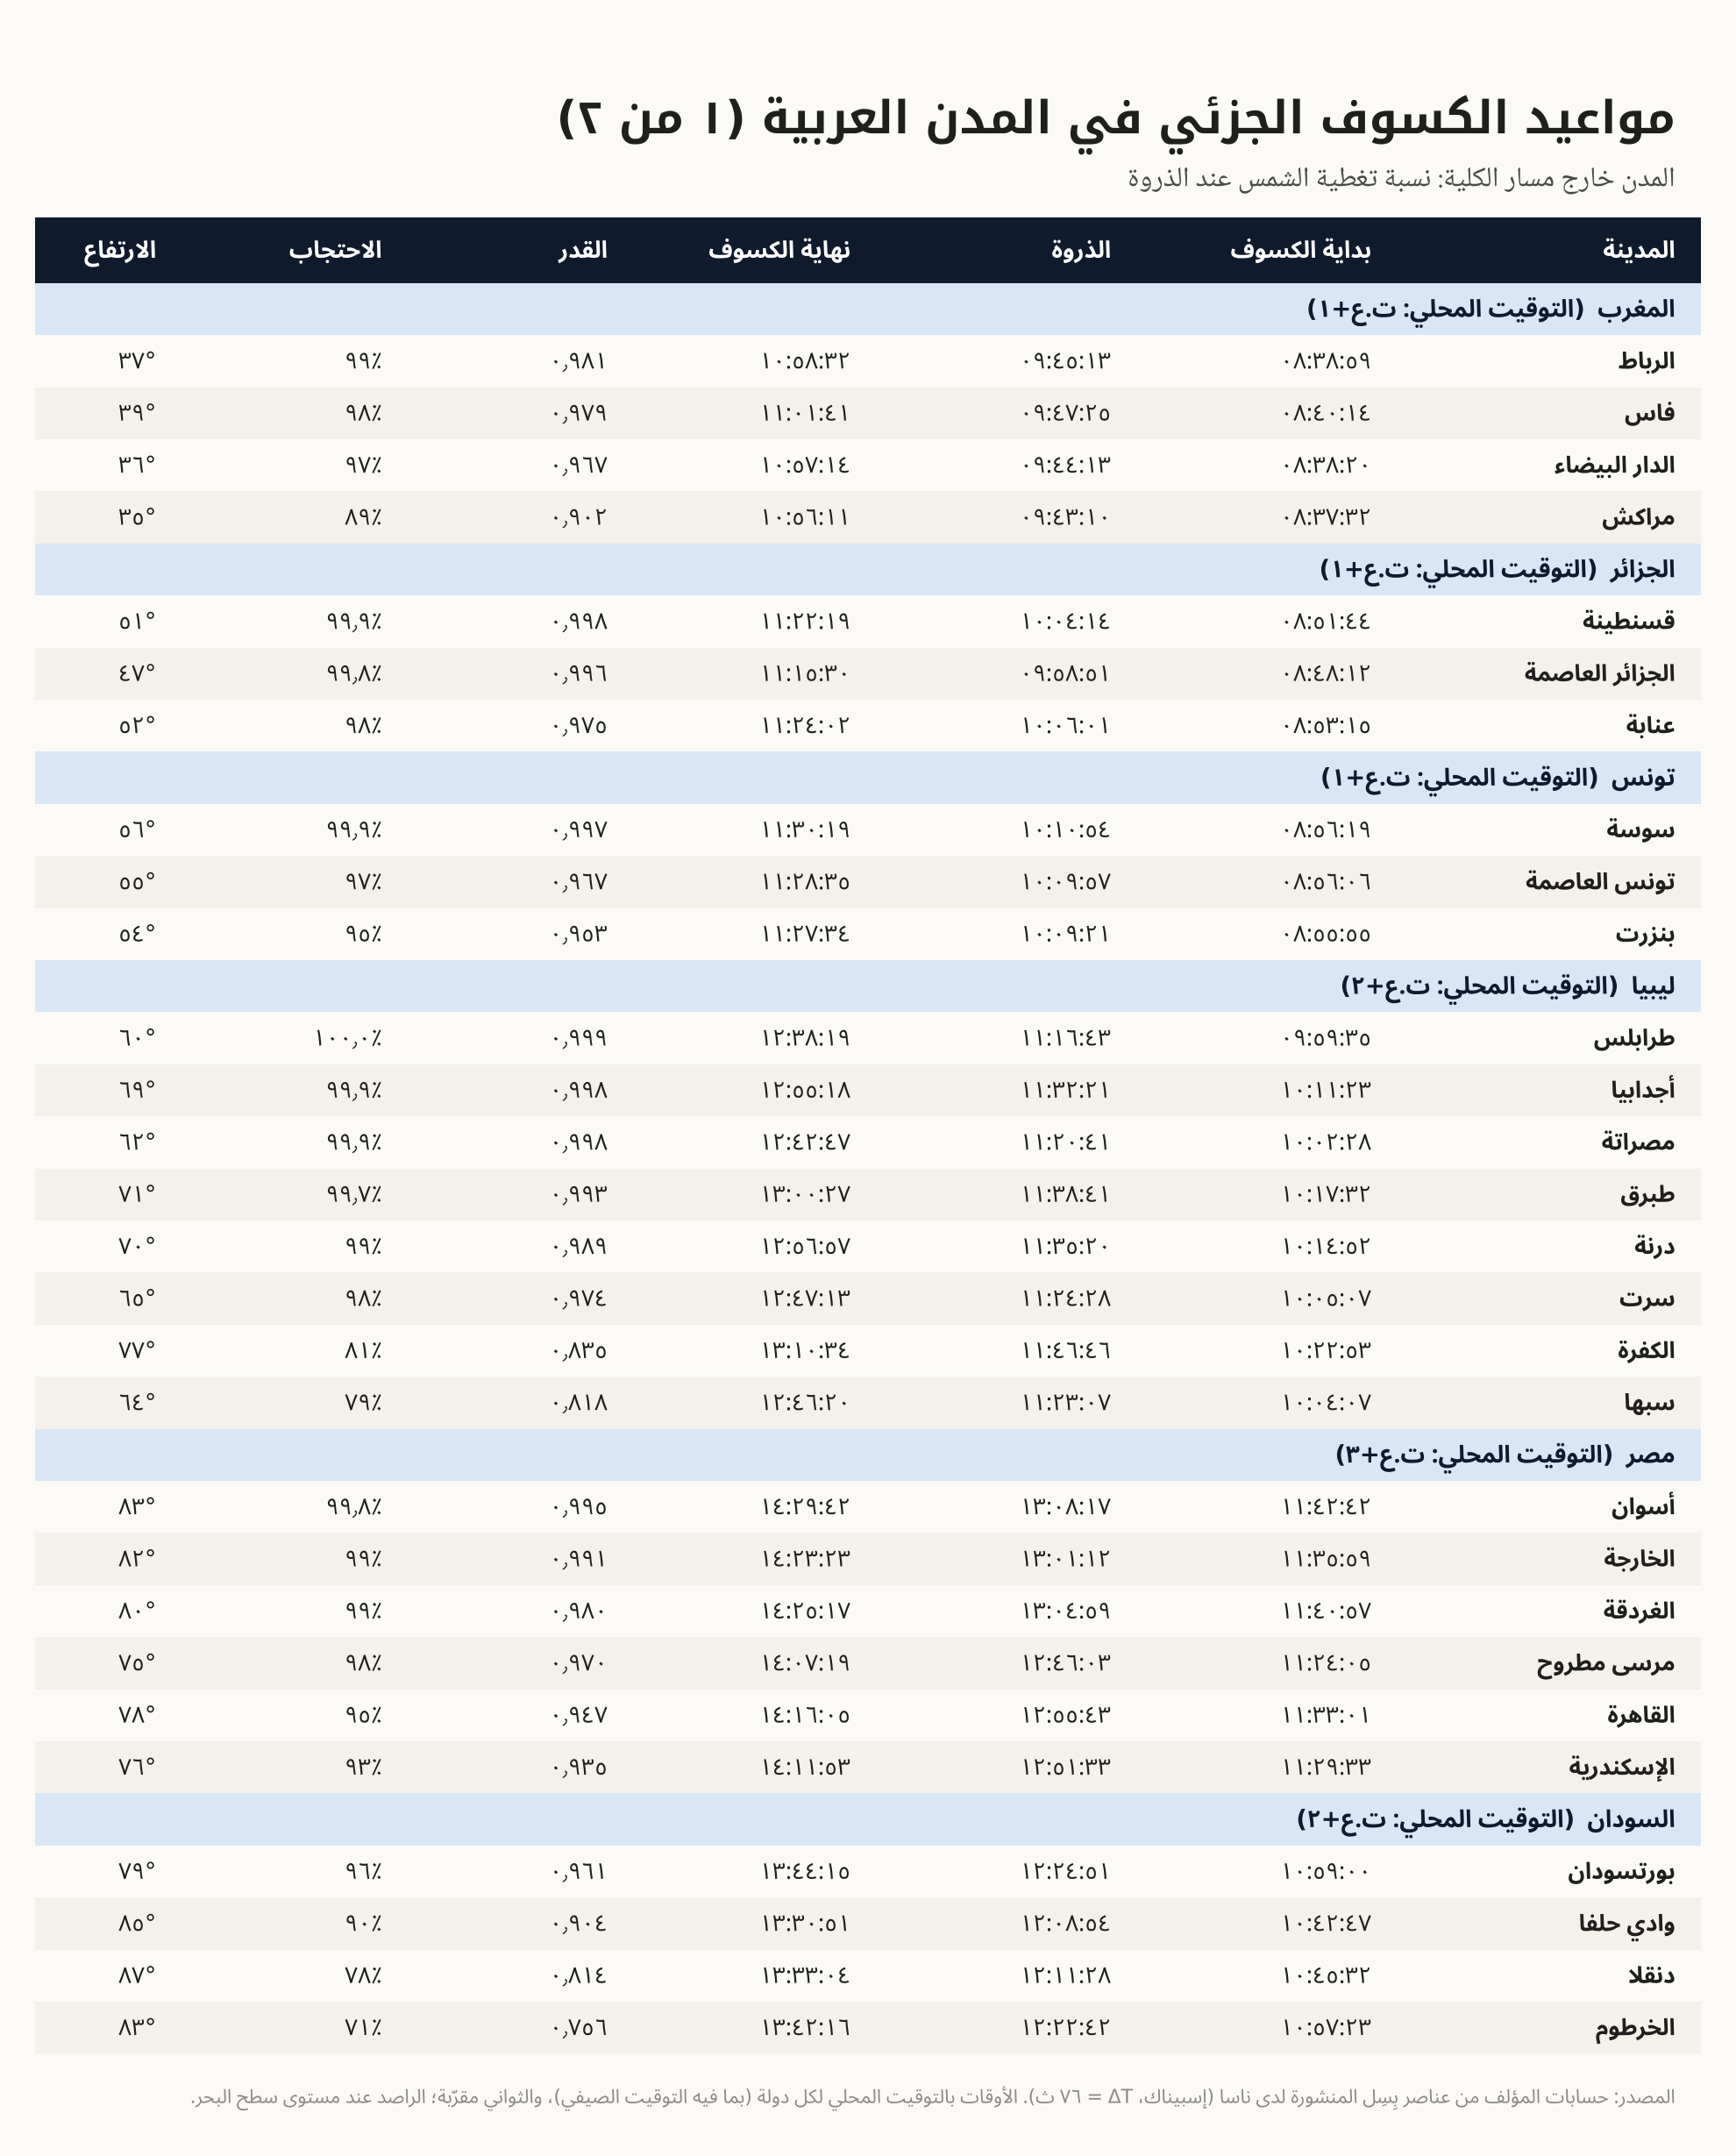 مواعيد الكسوف الجزئي في المدن العربية (١ من ٢)
المدن خارج مسار الكلية: نسبة تغطية الشمس عند الذروة
المدينة بداية الكسوف الذروة نهاية الكسوف القدر الاحتجاب الارتفاع
المغرب (التوقيت المحلي: ت.ع+١)
الرباط ٠٨:٣٨:٥٩ ٠٩:٤٥:١٣ ١٠:٥٨:٣٢ ٠٫٩٨١ ٩٩٪ ٣٧°
فاس ٠٨:٤٠:١٤ ٠٩:٤٧:٢٥ ١١:٠١:٤١ ٠٫٩٧٩ ٩٨٪ ٣٩°
الدار البيضاء ٠٨:٣٨:٢٠ ٠٩:٤٤:١٣ ١٠:٥٧:١٤ ٠٫٩٦٧ ٩٧٪ ٣٦°
مراكش ٠٨:٣٧:٣٢ ٠٩:٤٣:١٠ ١٠:٥٦:١١ ٠٫٩٠٢ ٨٩٪ ٣٥°
الجزائر (التوقيت المحلي: ت.ع+١)
قسنطينة ٠٨:٥١:٤٤ ١٠:٠٤:١٤ ١١:٢٢:١٩ ٠٫٩٩٨ ٩٩٫٩٪ ٥١°
الجزائر العاصمة ٠٨:٤٨:١٢ ٠٩:٥٨:٥١ ١١:١٥:٣٠ ٠٫٩٩٦ ٩٩٫٨٪ ٤٧°
عنابة ٠٨:٥٣:١٥ ١٠:٠٦:٠١ ١١:٢٤:٠٢ ٠٫٩٧٥ ٩٨٪ ٥٢°
تونس (التوقيت المحلي: ت.ع+١)
سوسة ٠٨:٥٦:١٩ ١٠:١٠:٥٤ ١١:٣٠:١٩ ٠٫٩٩٧ ٩٩٫٩٪ ٥٦°
تونس العاصمة ٠٨:٥٦:٠٦ ١٠:٠٩:٥٧ ١١:٢٨:٣٥ ٠٫٩٦٧ ٩٧٪ ٥٥°
بنزرت ٠٨:٥٥:٥٥ ١٠:٠٩:٢١ ١١:٢٧:٣٤ ٠٫٩٥٣ ٩٥٪ ٥٤°
ليبيا (التوقيت المحلي: ت.ع+٢)
طرابلس ٠٩:٥٩:٣٥ ١١:١٦:٤٣ ١٢:٣٨:١٩ ٠٫٩٩٩ ١٠٠٫٠٪ ٦٠°
أجدابيا ١٠:١١:٢٣ ١١:٣٢:٢١ ١٢:٥٥:١٨ ٠٫٩٩٨ ٩٩٫٩٪ ٦٩°
مصراتة ١٠:٠٢:٢٨ ١١:٢٠:٤١ ١٢:٤٢:٤٧ ٠٫٩٩٨ ٩٩٫٩٪ ٦٢°
طبرق ١٠:١٧:٣٢ ١١:٣٨:٤١ ١٣:٠٠:٢٧ ٠٫٩٩٣ ٩٩٫٧٪ ٧١°
درنة ١٠:١٤:٥٢ ١١:٣٥:٢٠ ١٢:٥٦:٥٧ ٠٫٩٨٩ ٩٩٪ ٧٠°
سرت ١٠:٠٥:٠٧ ١١:٢٤:٢٨ ١٢:٤٧:١٣ ٠٫٩٧٤ ٩٨٪ ٦٥°
الكفرة ١٠:٢٢:٥٣ ١١:٤٦:٤٦ ١٣:١٠:٣٤ ٠٫٨٣٥ ٨١٪ ٧٧°
سبها ١٠:٠٤:٠٧ ١١:٢٣:٠٧ ١٢:٤٦:٢٠ ٠٫٨١٨ ٧٩٪ ٦٤°
مصر (التوقيت المحلي: ت.ع+٣)
أسوان ١١:٤٢:٤٢ ١٣:٠٨:١٧ ١٤:٢٩:٤٢ ٠٫٩٩٥ ٩٩٫٨٪ ٨٣°
الخارجة ١١:٣٥:٥٩ ١٣:٠١:١٢ ١٤:٢٣:٢٣ ٠٫٩٩١ ٩٩٪ ٨٢°
الغردقة ١١:٤٠:٥٧ ١٣:٠٤:٥٩ ١٤:٢٥:١٧ ٠٫٩٨٠ ٩٩٪ ٨٠°
مرسى مطروح ١١:٢٤:٠٥ ١٢:٤٦:٠٣ ١٤:٠٧:١٩ ٠٫٩٧٠ ٩٨٪ ٧٥°
القاهرة ١١:٣٣:٠١ ١٢:٥٥:٤٣ ١٤:١٦:٠٥ ٠٫٩٤٧ ٩٥٪ ٧٨°
الإسكندرية ١١:٢٩:٣٣ ١٢:٥١:٣٣ ١٤:١١:٥٣ ٠٫٩٣٥ ٩٣٪ ٧٦°
السودان (التوقيت المحلي: ت.ع+٢)
بورتسودان ١٠:٥٩:٠٠ ١٢:٢٤:٥١ ١٣:٤٤:١٥ ٠٫٩٦١ ٩٦٪ ٧٩°
وادي حلفا ١٠:٤٢:٤٧ ١٢:٠٨:٥٤ ١٣:٣٠:٥١ ٠٫٩٠٤ ٩٠٪ ٨٥°
دنقلا ١٠:٤٥:٣٢ ١٢:١١:٢٨ ١٣:٣٣:٠٤ ٠٫٨١٤ ٧٨٪ ٨٧°
الخرطوم ١٠:٥٧:٢٣ ١٢:٢٢:٤٢ ١٣:٤٢:١٦ ٠٫٧٥٦ ٧١٪ ٨٣°
المصدر: حسابات المؤلف من عناصر بِسِل المنشورة لدى ناسا (إسبيناك، ΔT = ٧٦ ث). الأوقات بالتوقيت المحلي لكل دولة (بما فيه التوقيت الصيفي)، والثواني مقرّبة؛ الراصد عند مستوى سطح البحر.